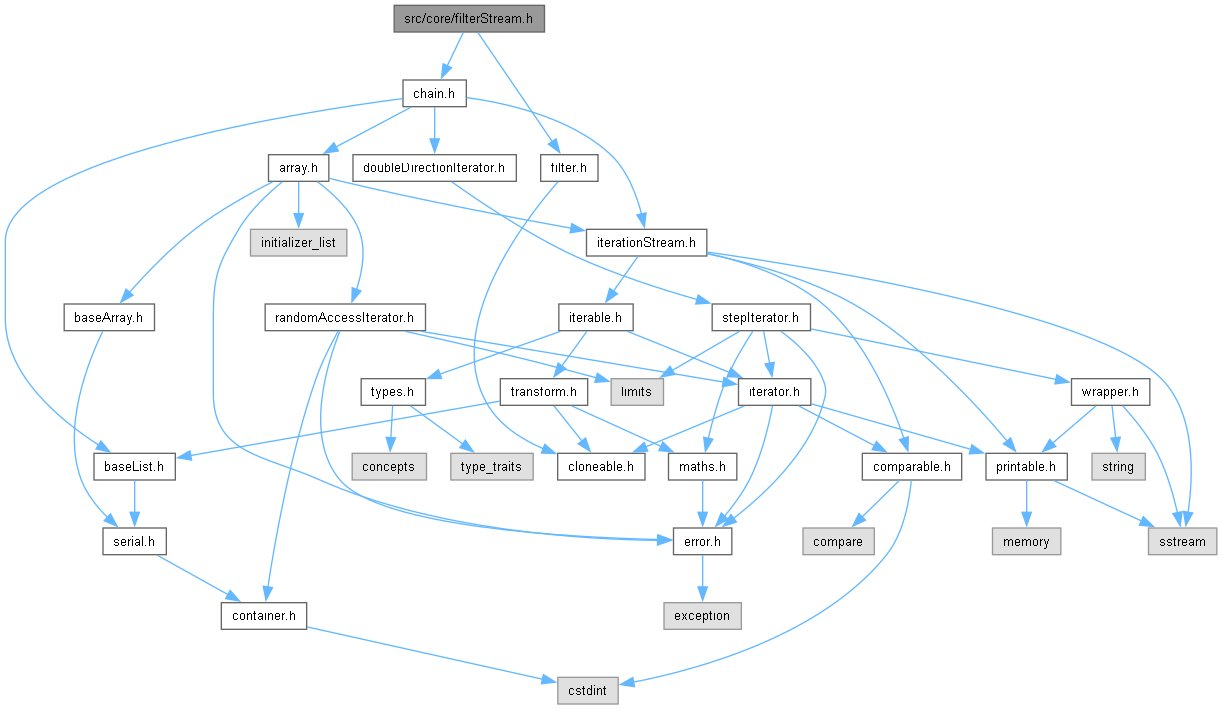 src/core/filterStream.h
chain.h
array.h
doubleDirectionIterator.h
filter.h
initializer_list
iterationStream.h
baseArray.h
randomAccessIterator.h
iterable.h
stepIterator.h
types.h
transform.h
limits
iterator.h
wrapper.h
baseList.h
concepts
type_traits
cloneable.h
maths.h
comparable.h
printable.h
string
serial.h
error.h
compare
memory
sstream
container.h
exception
cstdint